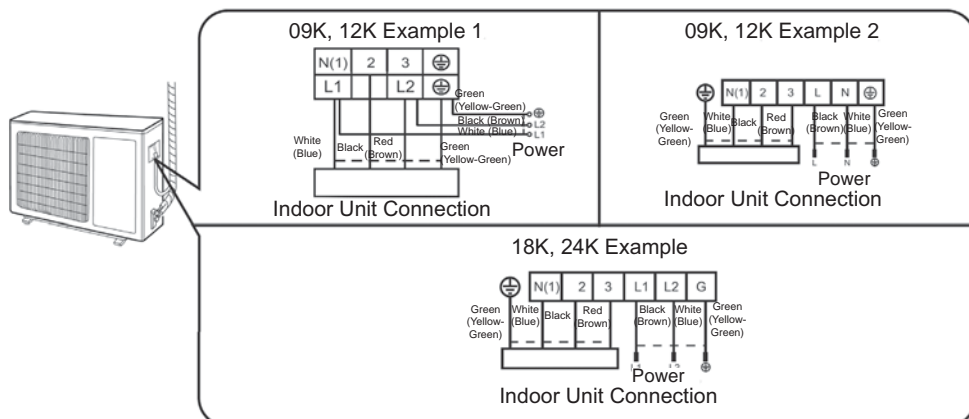 09K, 12K Example 1
N(1) 2 3
L1 L2
Green
(Yellow-Green)
Black (Brown)
L2
White (Blue)
L1
Power
White
(Blue)
Black
Red
(Brown)
Green
(Yellow-Green)
Indoor Unit Connection
09K, 12K Example 2
N(1) 2 3 L N
Green
(Yellow-
Green)
White
(Blue)
Black
Red
(Brown)
Black
(Brown)
White
(Blue)
Green
(Yellow-
Green)
L N
Power
Indoor Unit Connection
18K, 24K Example
N(1) 2 3 L1 L2 G
Green
(Yellow-
Green)
White
(Blue)
Black
Red
(Brown)
Black
(Brown)
White
(Blue)
Green
(Yellow-
Green)
Power
Indoor Unit Connection